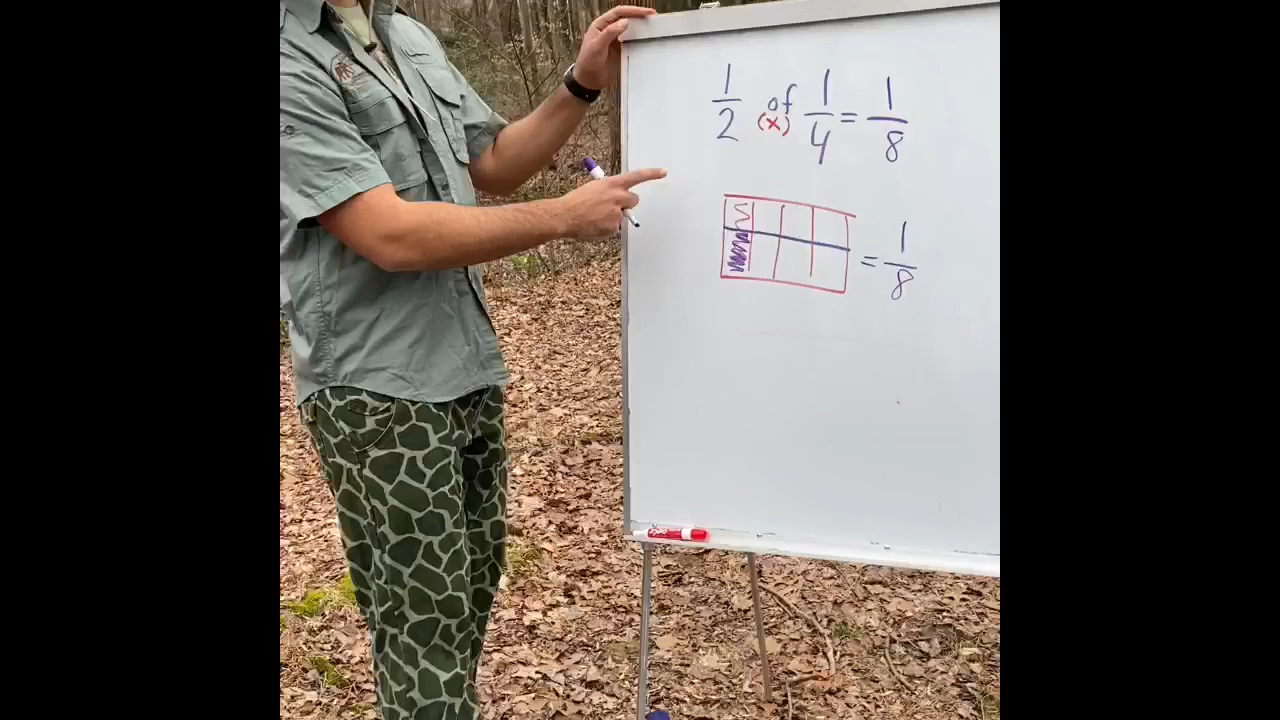 1/2 of 1/4 = 1/8
(x)
= 1/8